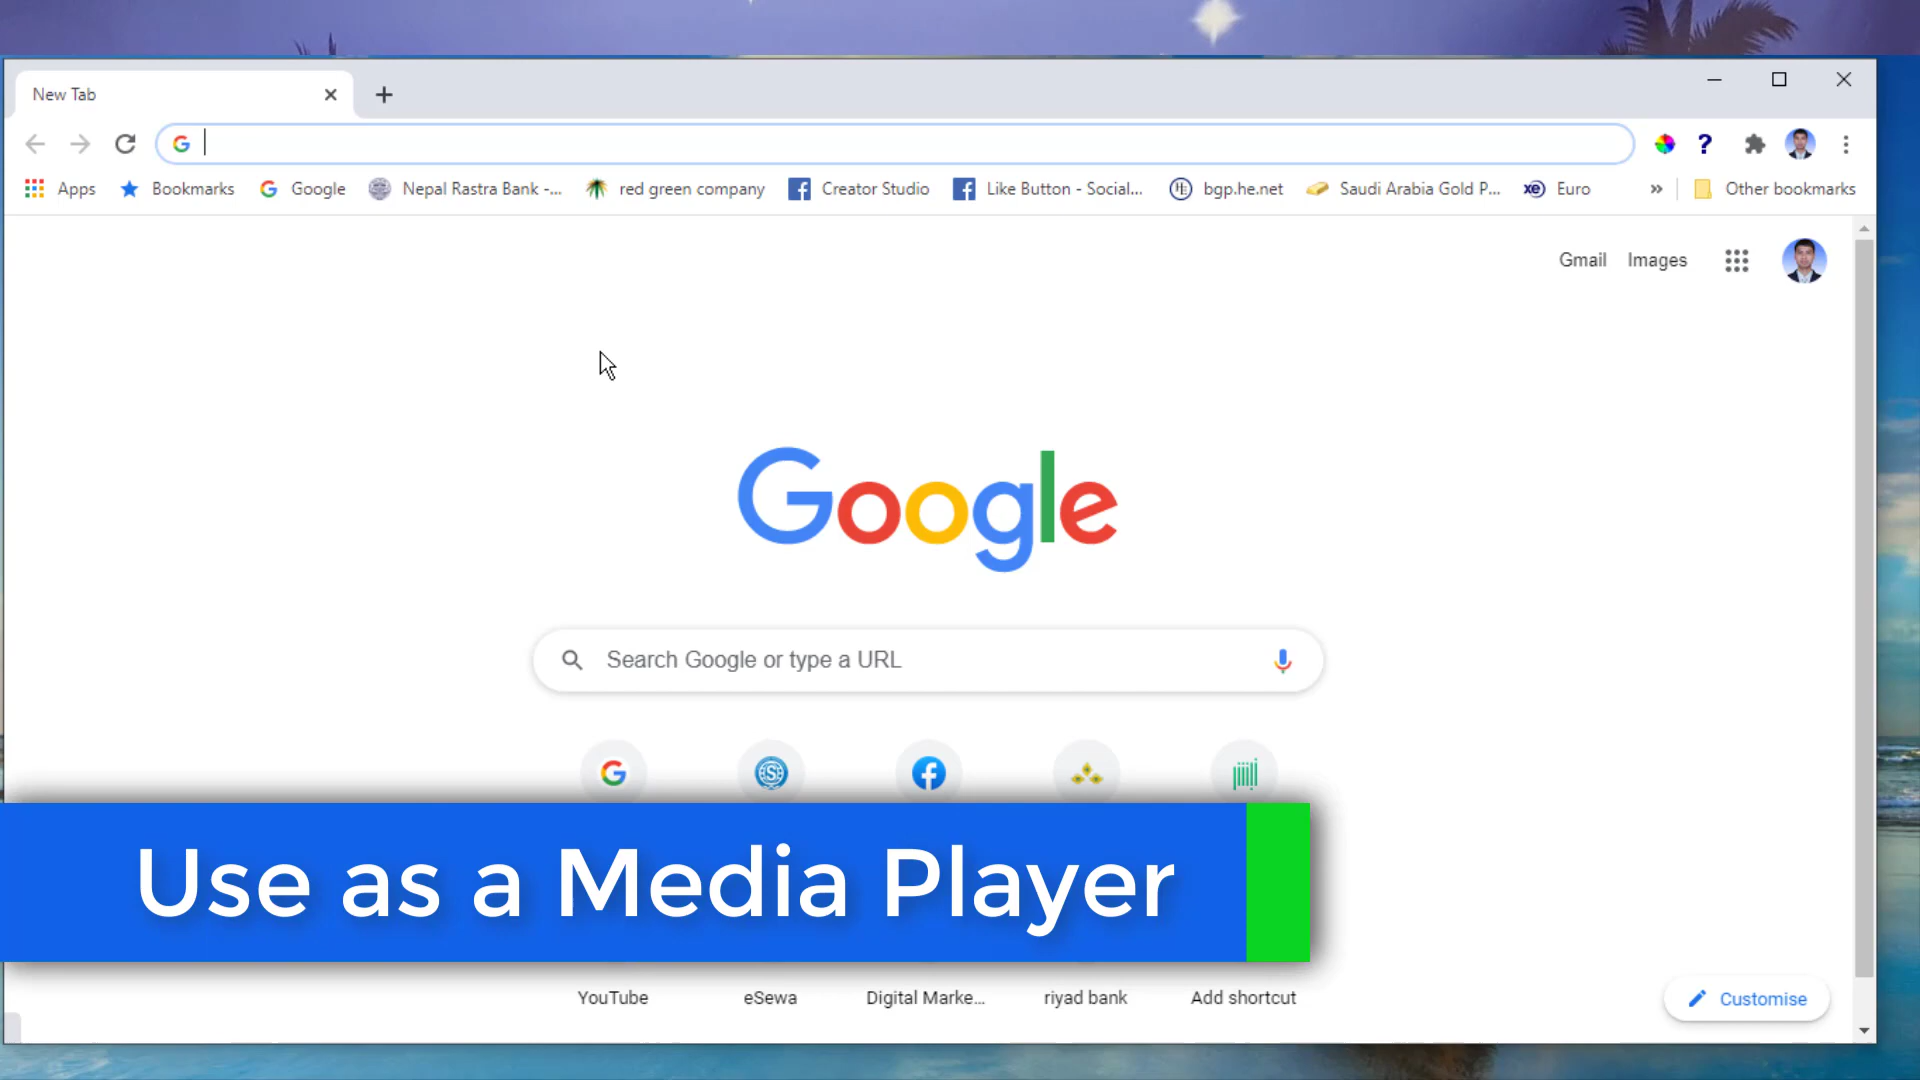 New Tab
Apps Bookmarks Google Nepal Rastra Bank -... red green company Creator Studio Like Button - Social... bgp.he.net Saudi Arabia Gold P... xe Euro » Other bookmarks
Gmail Images
Google
Search Google or type a URL
Use as a Media Player
YouTube eSewa Digital Marke... riyad bank Add shortcut
Customise